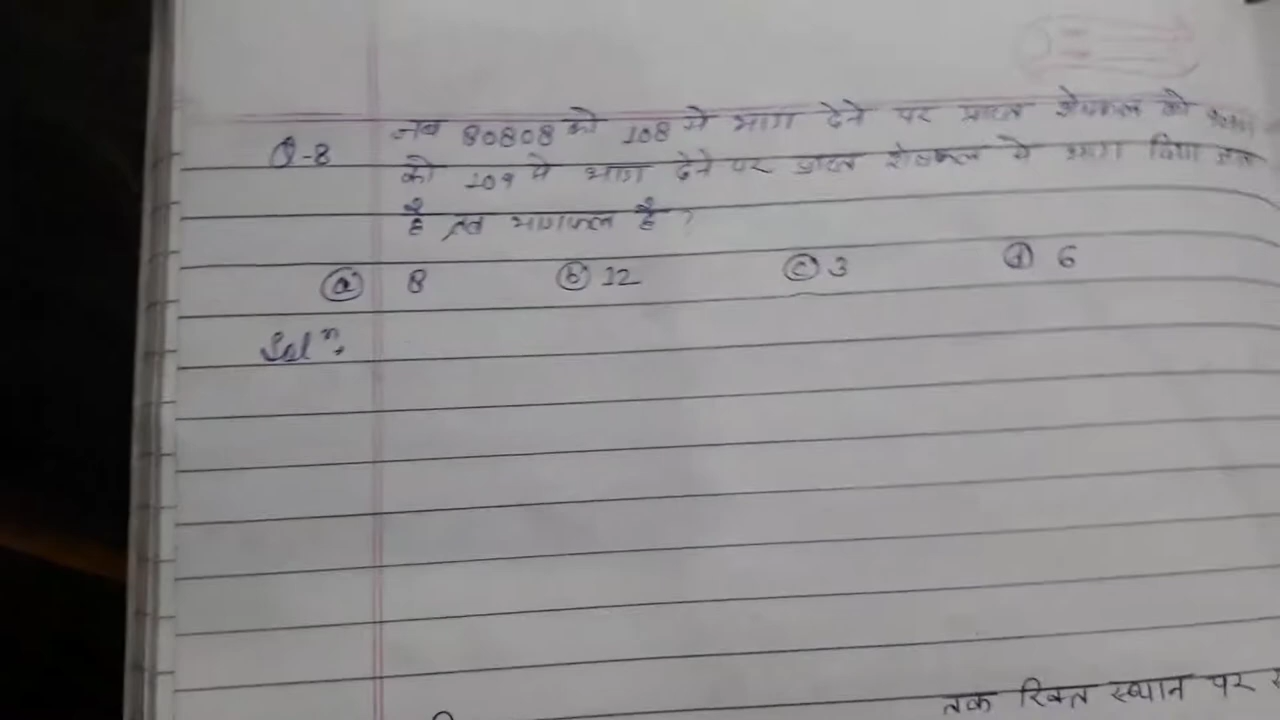 Q-8 जब 80808 को 108 से भाग देने पर प्राप्त शेषफल को
को 109 से भाग देने पर प्राप्त शेषफल से भाग दिया जाता
है तब भागफल है ?
(a) 8 (b) 12 (c) 3 (d) 6
Solⁿ:
तक रिक्त स्थान पर